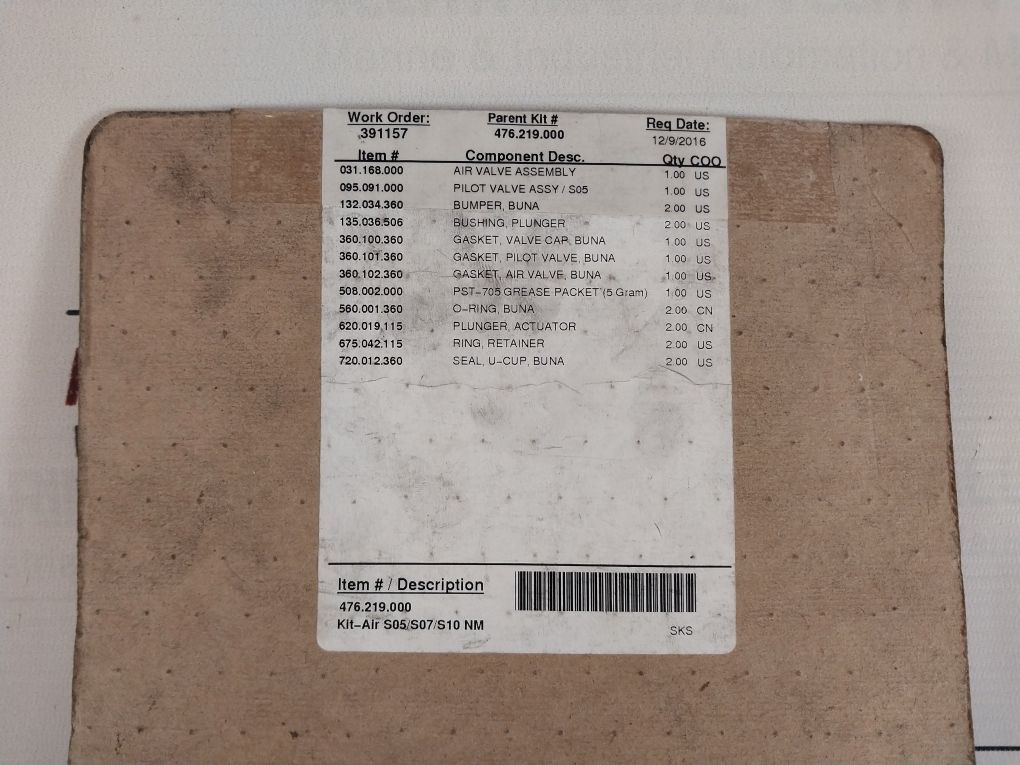 Work Order: Parent Kit # Req Date:
391157 476.219.000 12/9/2016
Item # Component Desc. Qty COO
031.168.000 AIR VALVE ASSEMBLY 1.00 US
095.091.000 PILOT VALVE ASSY / S05 1.00 US
132.034.360 BUMPER, BUNA 2.00 US
135.036.506 BUSHING, PLUNGER 2.00 US
360.100.360 GASKET, VALVE CAP, BUNA 1.00 US
360.101.360 GASKET, PILOT VALVE, BUNA 1.00 US
360.102.360 GASKET, AIR VALVE, BUNA 1.00 US
508.002.000 PST-705 GREASE PACKET (5 Gram) 1.00 US
560.001.360 O-RING, BUNA 2.00 CN
620.019.115 PLUNGER, ACTUATOR 2.00 CN
675.042.115 RING, RETAINER 2.00 US
720.012.360 SEAL, U-CUP, BUNA 2.00 US
Item # / Description
476.219.000
Kit-Air S05/S07/S10 NM SKS